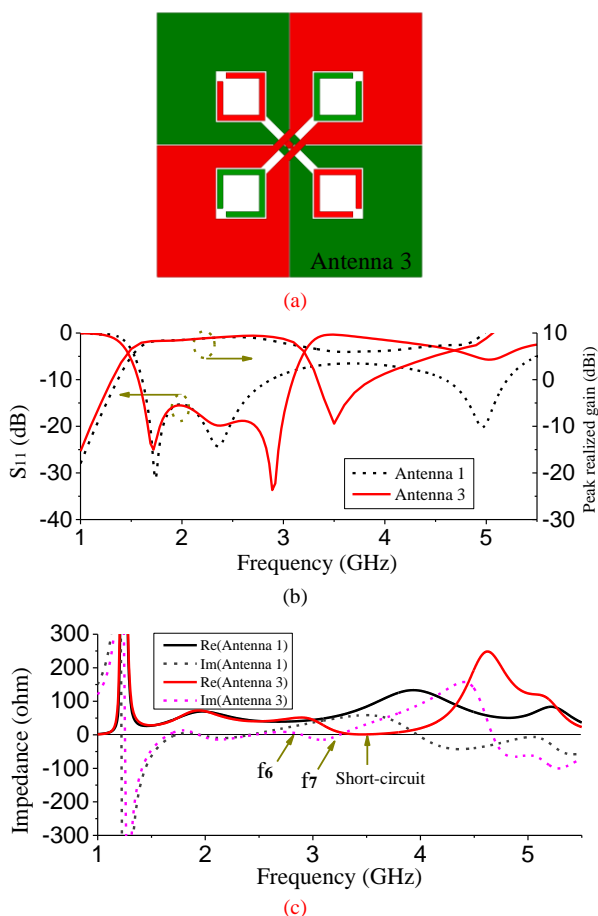 Antenna 3
(a)
0
-10
-20
-30
-40
S11 (dB)
10
0
-10
-20
-30
Peak realized gain (dBi)
Antenna 1
Antenna 3
1 2 3 4 5
Frequency (GHz)
(b)
300
200
100
0
-100
-200
-300
Impedance (ohm)
Re(Antenna 1)
Im(Antenna 1)
Re(Antenna 3)
Im(Antenna 3)
f6
f7
Short-circuit
1 2 3 4 5
Frequency (GHz)
(c)